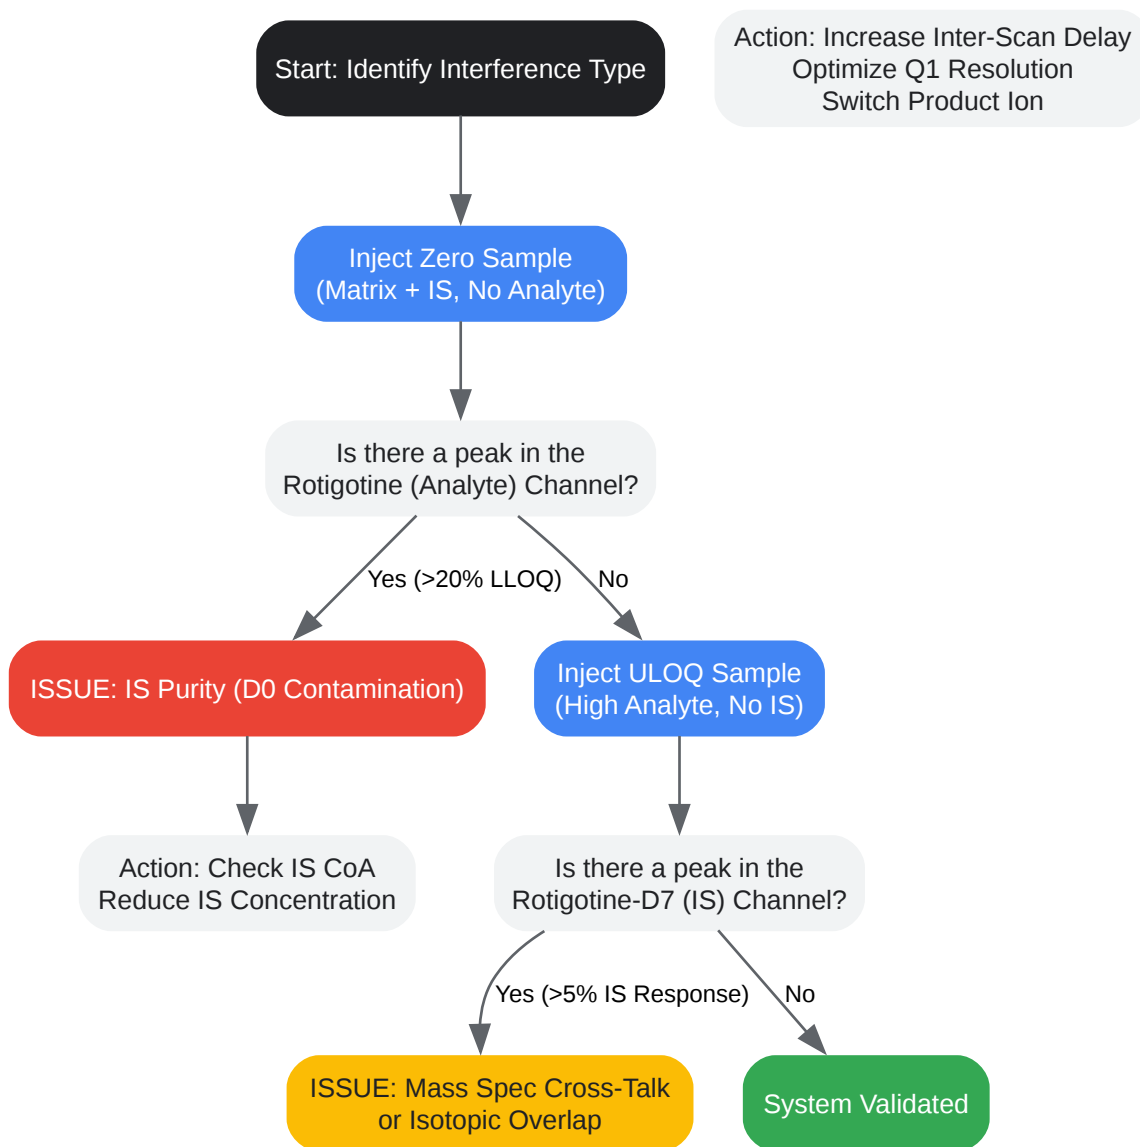 Start: Identify Interference Type
Action: Increase Inter-Scan Delay
Optimize Q1 Resolution
Switch Product Ion
Inject Zero Sample
(Matrix + IS, No Analyte)
Is there a peak in the
Rotigotine (Analyte) Channel?
Yes (>20% LLOQ)
No
ISSUE: IS Purity (D0 Contamination)
Inject ULOQ Sample
(High Analyte, No IS)
Action: Check IS CoA
Reduce IS Concentration
Is there a peak in the
Rotigotine-D7 (IS) Channel?
Yes (>5% IS Response)
No
ISSUE: Mass Spec Cross-Talk
or Isotopic Overlap
System Validated